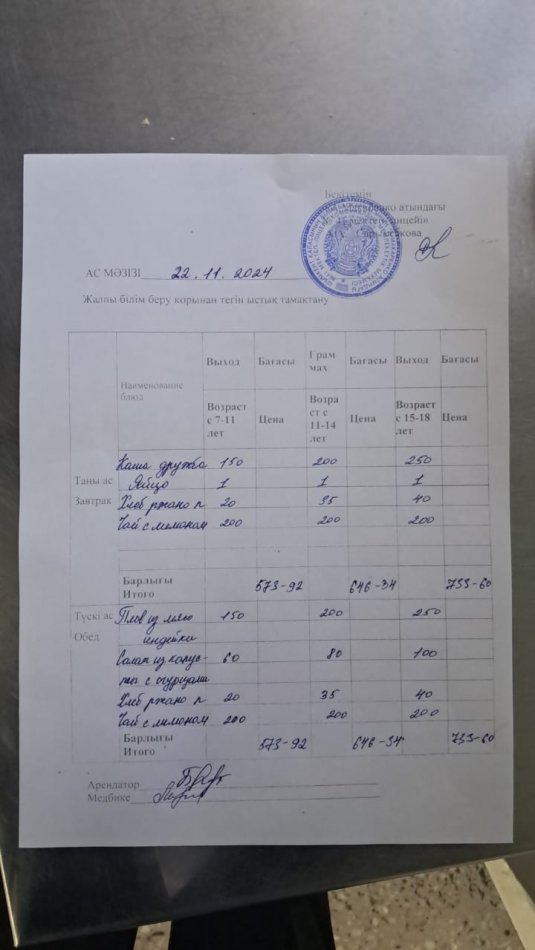 Бекітемін
атындағы
АС МӘЗІЗІ 22.11.2024
Жалпы білім беру қорынан тегін ыстық тамақтану
Наименование блюд Выход Бағасы Грам мах Бағасы Выход Бағасы
Возраст с 7-11 лет Цена Возра ст с 11-14 лет Цена Возраст с 15-18 лет Цена
Таңы ас
Завтрак
Каша дружба 150 200 250
Яйцо 1 1 1
Хлеб ржано п 20 35 40
Чай с лимоном 200 200 200
Барлығы
Итого 573-92 646-34 733-60
Түскі ас
Обед
Плов из мясо 150 200 250
индейки
Салат из капус- 60 80 100
ты с огурцами
Хлеб ржано п 20 35 40
Чай с лимоном 200 200 200
Барлығы
Итого 573-92 646-34 733-60
Арендатор
Медбике